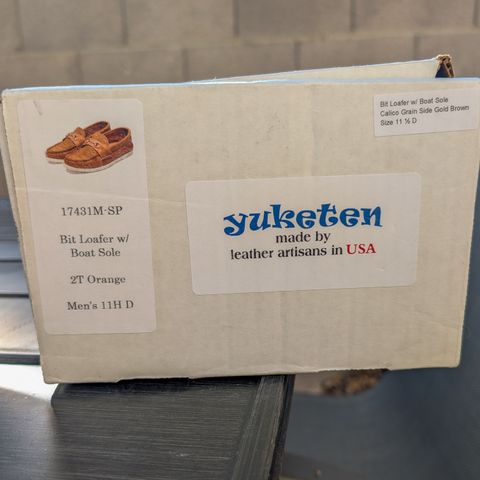 17431M-SP
Bit Loafer w/
Boat Sole
2T Orange
Men's 11H D
yuketen
made by
leather artisans in USA
Bit Loafer w/ Boat Sole
Calico Grain Side Gold Brown
Size 11 ½ D